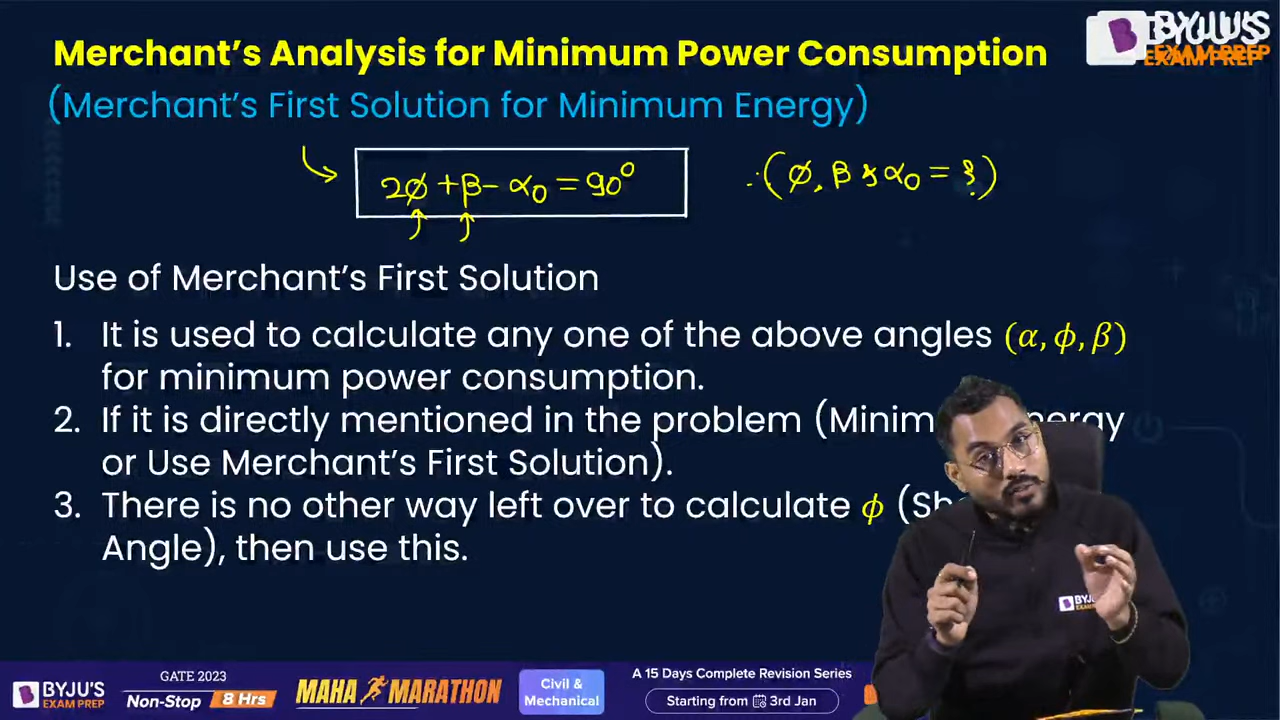 Merchant's Analysis for Minimum Power Consumption
BYJU'S
EXAM PREP
(Merchant's First Solution for Minimum Energy)
2ϕ + β - α₀ = 90°
∴ (ϕ, β & α₀ = ?)
Use of Merchant's First Solution
1. It is used to calculate any one of the above angles (α, ϕ, β)
for minimum power consumption.
2. If it is directly mentioned in the problem (Minim Energy
or Use Merchant's First Solution).
3. There is no other way left over to calculate ϕ
Angle), then use this.
BYJU'S
EXAM PREP
GATE 2023
Non-Stop 8 Hrs
MAHA MARATHON
Civil &
Mechanical
A 15 Days Complete Revision Series
Starting from 3rd Jan